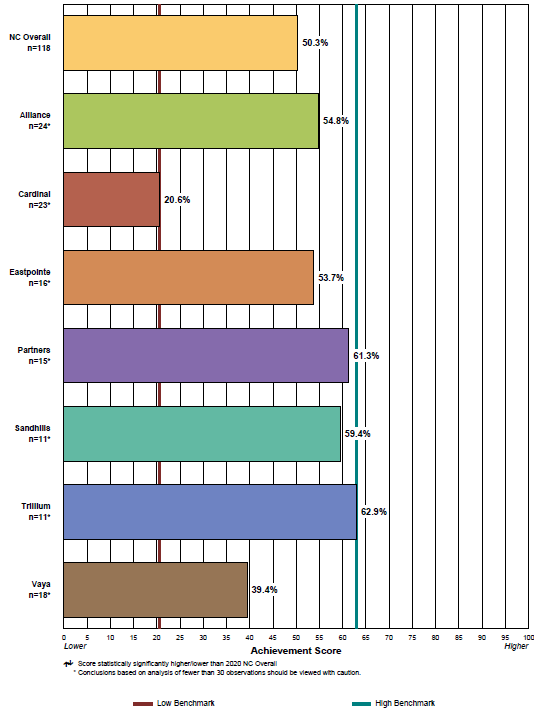 NC Overall
n=118
50.3%
Alliance
n=24*
54.8%
Cardinal
n=23*
20.6%
Eastpointe
n=16*
53.7%
Partners
n=15*
61.3%
Sandhills
n=11*
59.4%
Trillium
n=11*
62.9%
Vaya
n=18*
39.4%
0 5 10 15 20 25 30 35 40 45 50 55 60 65 70 75 80 85 90 95 100
Lower Higher
Achievement Score
Score statistically significantly higher/lower than 2020 NC Overall
* Conclusions based on analysis of fewer than 30 observations should be viewed with caution.
Low Benchmark High Benchmark